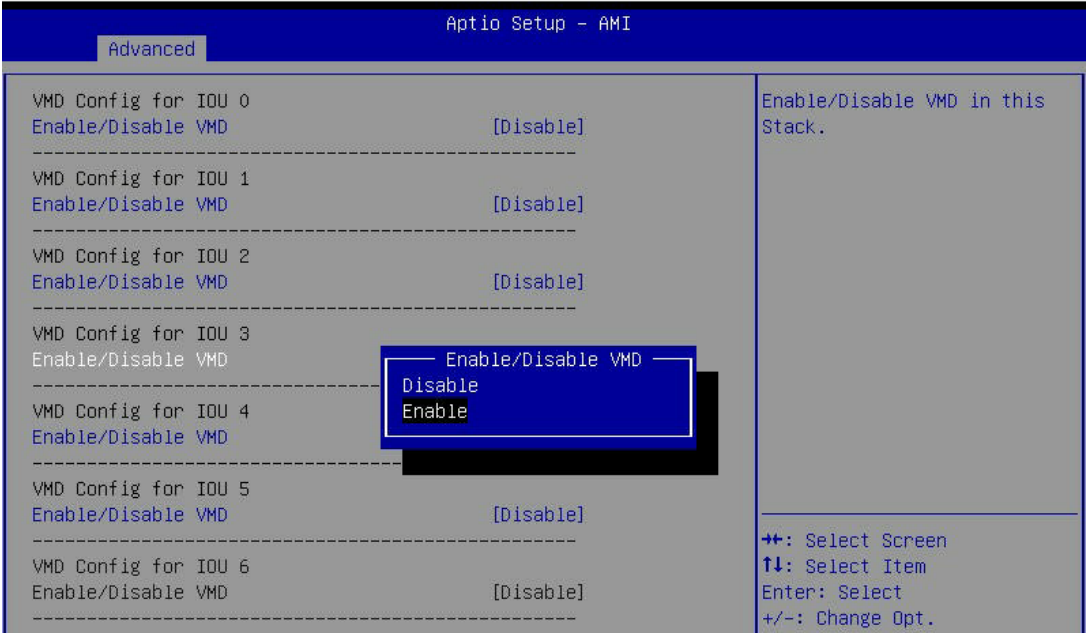 Aptio Setup – AMI
Advanced
VMD Config for IOU 0
Enable/Disable VMD [Disable]
VMD Config for IOU 1
Enable/Disable VMD [Disable]
VMD Config for IOU 2
Enable/Disable VMD [Disable]
VMD Config for IOU 3
Enable/Disable VMD
VMD Config for IOU 4
Enable/Disable VMD
VMD Config for IOU 5
Enable/Disable VMD [Disable]
VMD Config for IOU 6
Enable/Disable VMD [Disable]
Enable/Disable VMD
Disable
Enable
Enable/Disable VMD in this
Stack.
→←: Select Screen
↑↓: Select Item
Enter: Select
+/-: Change Opt.